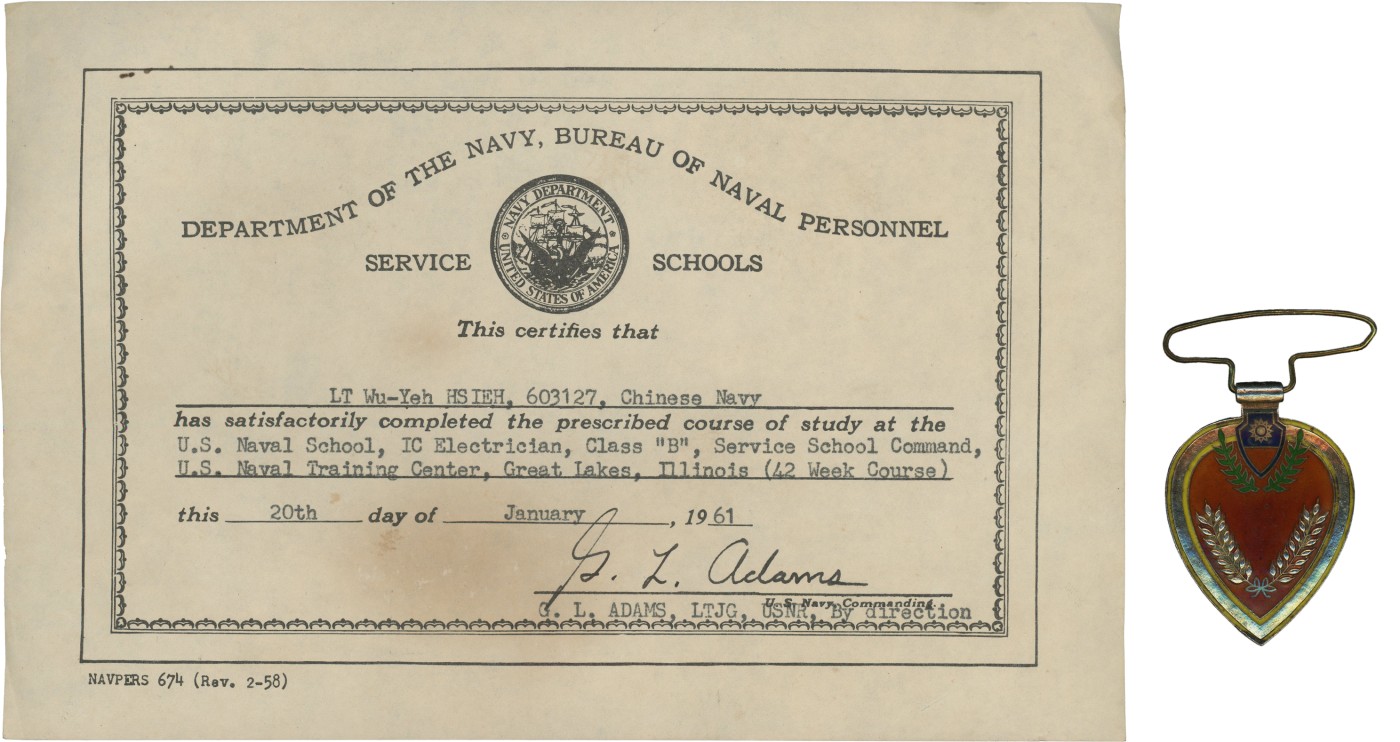 DEPARTMENT OF THE NAVY, BUREAU OF NAVAL PERSONNEL
SERVICE SCHOOLS
NAVY DEPARTMENT
UNITED STATES OF AMERICA
This certifies that
LT Wu-Yeh HSIEH, 603127, Chinese Navy
has satisfactorily completed the prescribed course of study at the
U.S. Naval School, IC Electrician, Class "B", Service School Command,
U.S. Naval Training Center, Great Lakes, Illinois (42 Week Course)
this 20th day of January, 19 61
G. L. Adams
U. S. Navy, Commanding.
G. L. ADAMS, LTJG, USNR, By direction
NAVPERS 674 (Rev. 2-58)